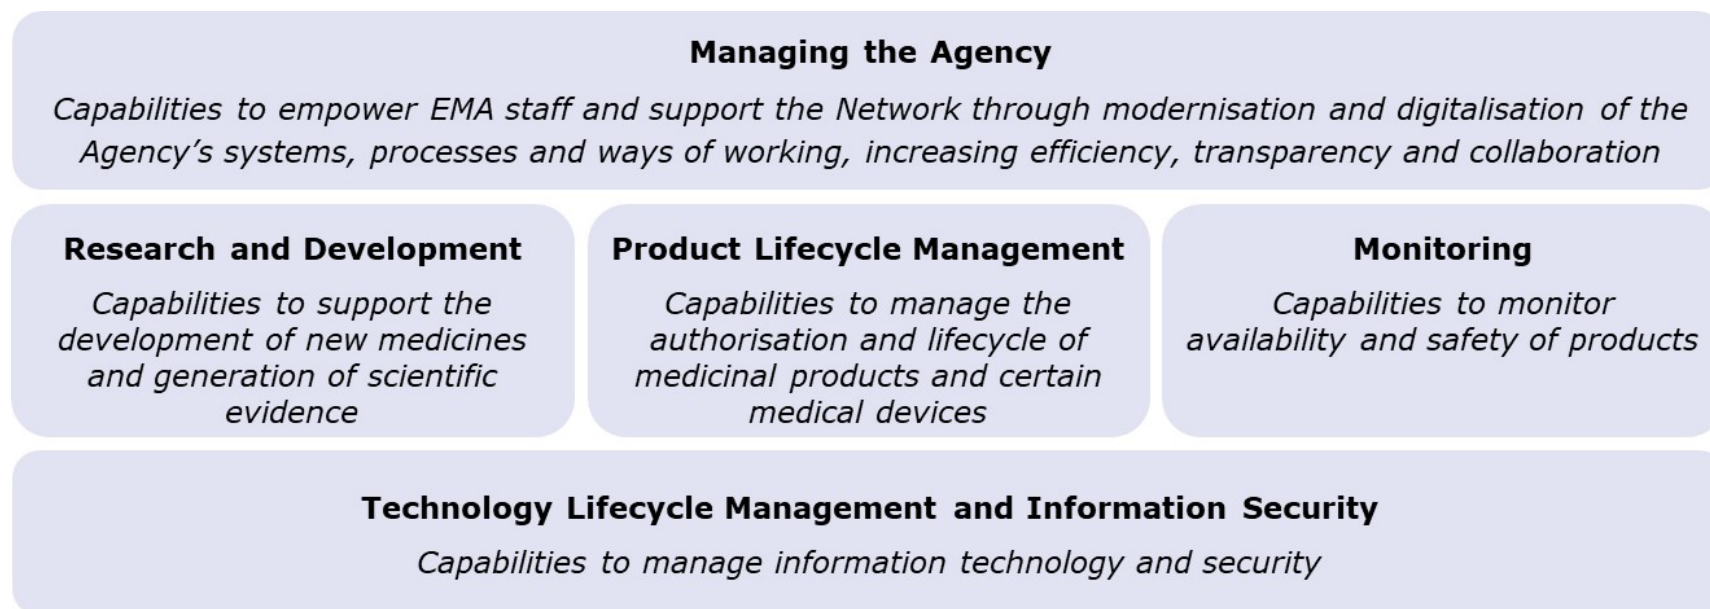 Managing the Agency
Capabilities to empower EMA staff and support the Network through modernisation and digitalisation of the
Agency’s systems, processes and ways of working, increasing efficiency, transparency and collaboration
Research and Development
Capabilities to support the
development of new medicines
and generation of scientific
evidence
Product Lifecycle Management
Capabilities to manage the
authorisation and lifecycle of
medicinal products and certain
medical devices
Monitoring
Capabilities to monitor
availability and safety of products
Technology Lifecycle Management and Information Security
Capabilities to manage information technology and security